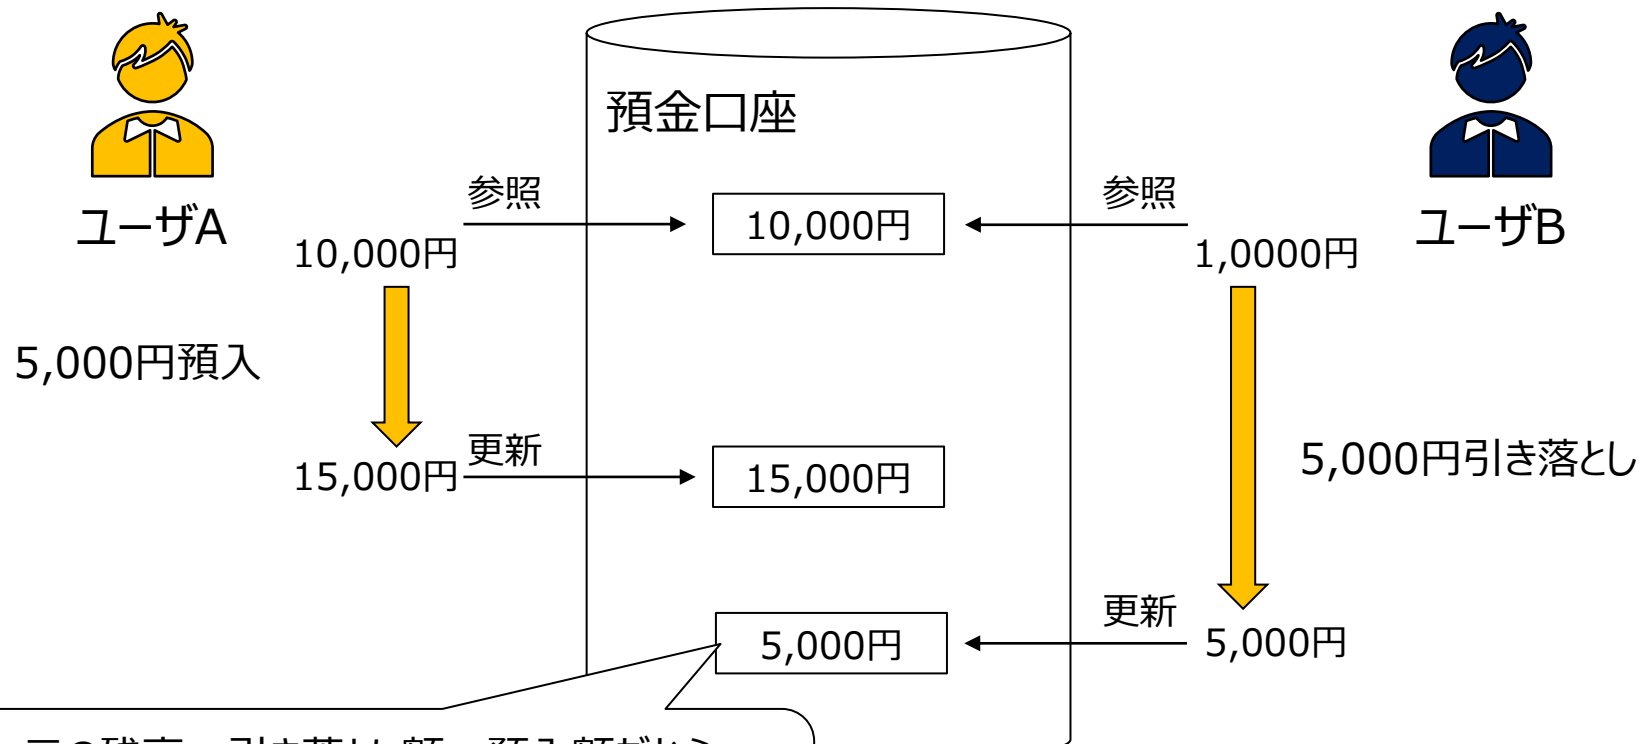 預金口座
参照
参照
10,000円
ユーザA
ユーザB
10,000円
1,0000円
5,000円預入
更新
15,000円
15,000円
5,000円引き落とし
更新
5,000円
5,000円